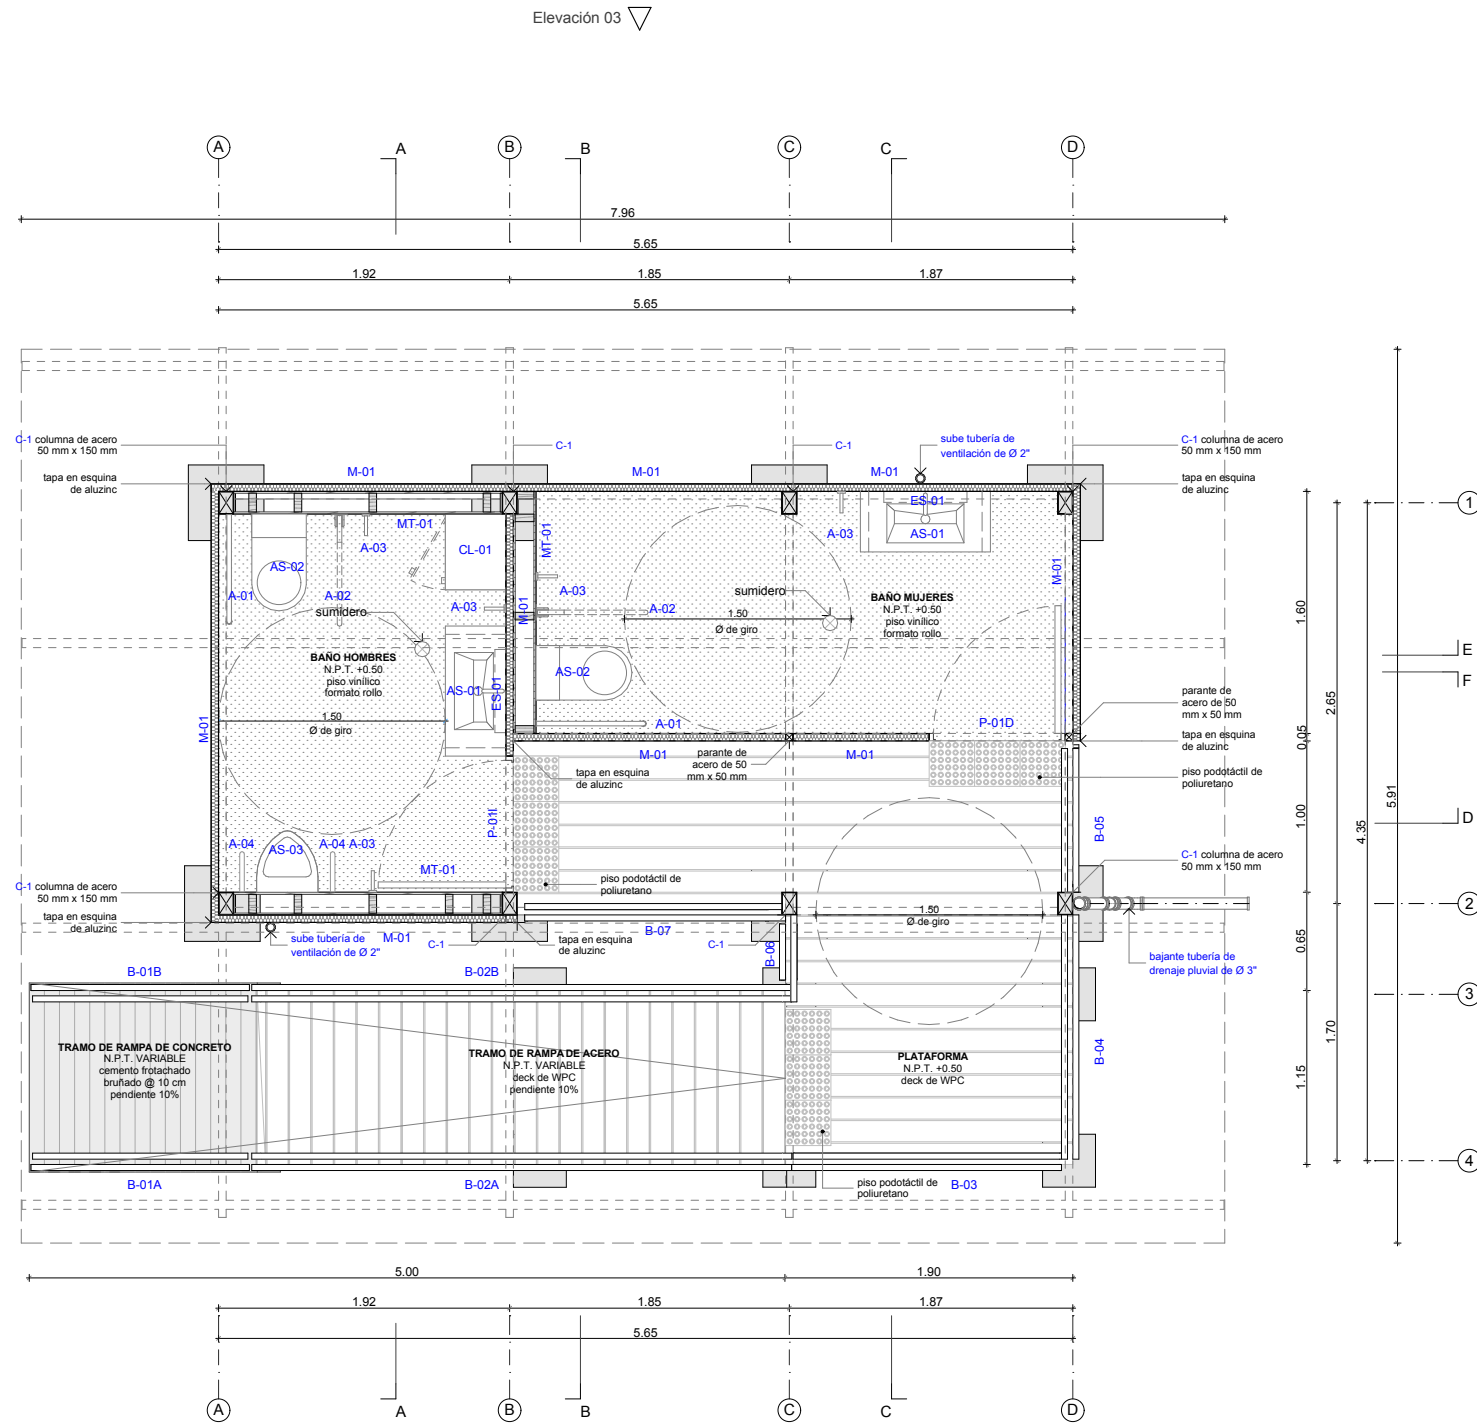 Elevación 03
A
A
B
B
C
C
D
7.96
5.65
1.92
1.85
1.87
5.65
C-1 columna de acero
50 mm x 150 mm
tapa en esquina
de aluzinc
M-01
C-1
M-01
C-1
M-01
sube tubería de
ventilación de Ø 2"
C-1 columna de acero
50 mm x 150 mm
tapa en esquina
de aluzinc
1
MT-01
A-03
CL-01
AS-02
A-01
A-02
sumidero
A-03
M-01
MT-01
A-03
A-02
ES-01
AS-01
A-03
M-01
sumidero
1.50
Ø de giro
BAÑO MUJERES
N.P.T. +0.50
piso vinílico
formato rollo
BAÑO HOMBRES
N.P.T. +0.50
piso vinílico
formato rollo
1.50
Ø de giro
AS-01
ES-01
AS-02
A-01
P-01D
M-01
M-01
M-01
parante de
acero de 50
mm x 50 mm
tapa en esquina
de aluzinc
parante de
acero de 50
mm x 50 mm
tapa en esquina
de aluzinc
piso podotáctil de
poliuretano
1.60
2.65
0.05
1.00
4.35
5.91
E
F
D
P-01I
A-04
AS-03
A-04
A-03
MT-01
B-05
C-1 columna de acero
50 mm x 150 mm
C-1 columna de acero
50 mm x 150 mm
tapa en esquina
de aluzinc
piso podotáctil de
poliuretano
1.50
Ø de giro
2
sube tubería de
ventilación de Ø 2"
M-01
C-1
tapa en esquina
de aluzinc
B-07
C-1
B-06
bajante tubería de
drenaje pluvial de Ø 3"
0.65
B-01B
B-02B
3
TRAMO DE RAMPA DE CONCRETO
N.P.T. VARIABLE
cemento frotachado
bruñado @ 10 cm
pendiente 10%
TRAMO DE RAMPA DE ACERO
N.P.T. VARIABLE
deck de WPC
pendiente 10%
PLATAFORMA
N.P.T. +0.50
deck de WPC
B-04
1.70
1.15
4
B-01A
B-02A
piso podotáctil de
poliuretano
B-03
5.00
1.90
1.92
1.85
1.87
5.65
A
A
B
B
C
C
D